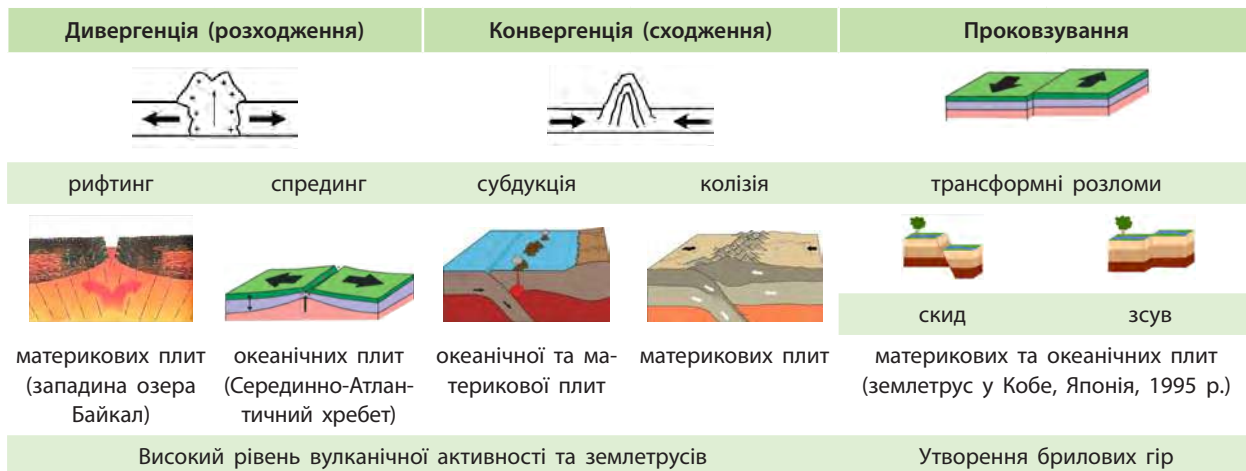 Дивергенція (розходження)
Конвергенція (сходження)
Проковзування
рифтинг
спрединг
субдукція
колізія
трансформні розломи
скид
зсув
материкових плит
(западина озера
Байкал)
океанічних плит
(Серединно-Атлан-
тичний хребет)
океанічної та ма-
терикової плит
материкових плит
материкових та океанічних плит
(землетрус у Кобе, Японія, 1995 р.)
Високий рівень вулканічної активності та землетрусів
Утворення брилових гір